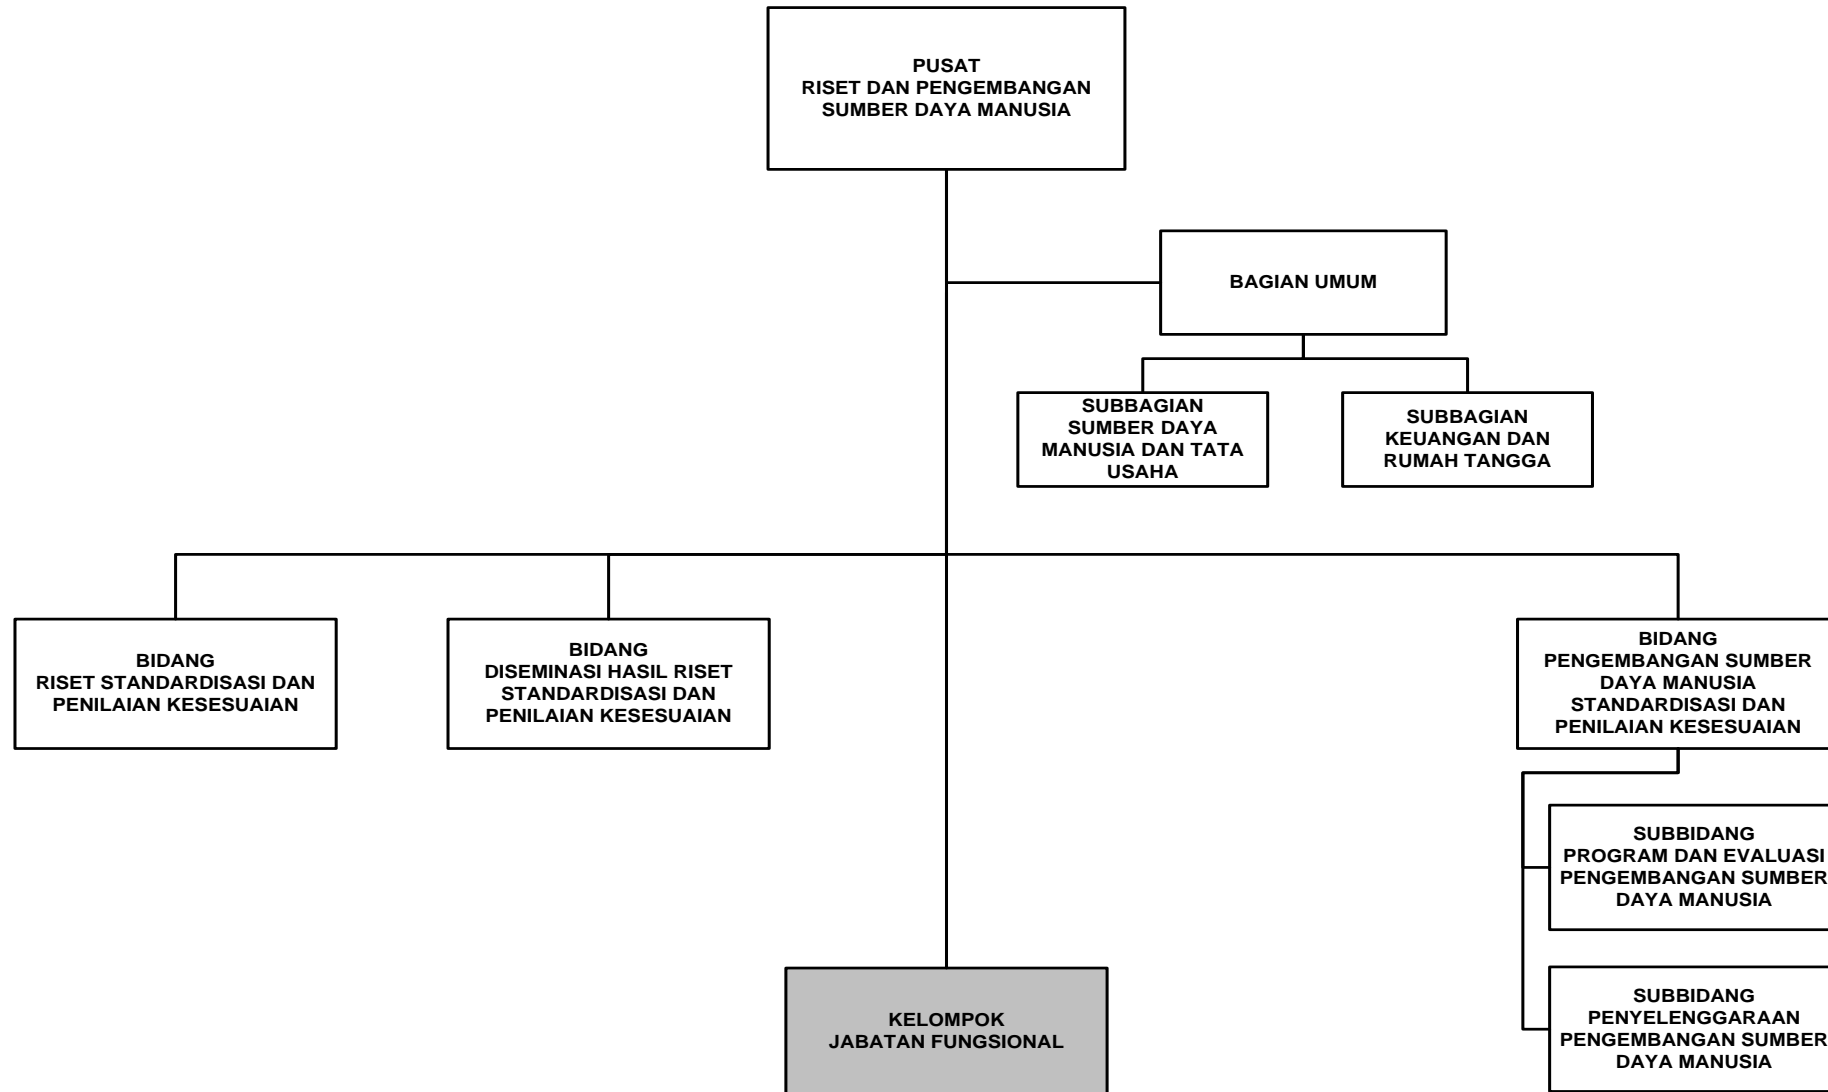 PUSAT
RISET DAN PENGEMBANGAN
SUMBER DAYA MANUSIA
BAGIAN UMUM
SUBBAGIAN
SUMBER DAYA
MANUSIA DAN TATA
USAHA
SUBBAGIAN
KEUANGAN DAN
RUMAH TANGGA
BIDANG
RISET STANDARDISASI DAN
PENILAIAN KESESUAIAN
BIDANG
DISEMINASI HASIL RISET
STANDARDISASI DAN
PENILAIAN KESESUAIAN
BIDANG
PENGEMBANGAN SUMBER
DAYA MANUSIA
STANDARDISASI DAN
PENILAIAN KESESUAIAN
SUBBIDANG
PROGRAM DAN EVALUASI
PENGEMBANGAN SUMBER
DAYA MANUSIA
SUBBIDANG
PENYELENGGARAAN
PENGEMBANGAN SUMBER
DAYA MANUSIA
KELOMPOK
JABATAN FUNGSIONAL